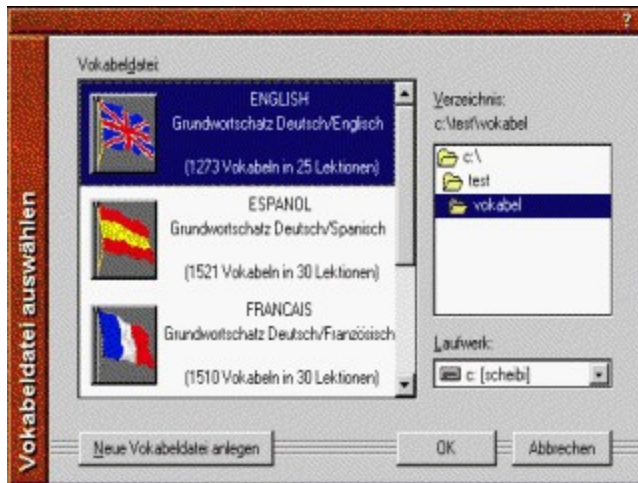 ?
Vokabeldatei auswählen
Vokabeldatei:
ENGLISH
Grundwortschatz Deutsch/Englisch
(1273 Vokabeln in 25 Lektionen)
ESPANOL
Grundwortschatz Deutsch/Spanisch
(1521 Vokabeln in 30 Lektionen)
FRANCAIS
Grundwortschatz Deutsch/Französisch
(1510 Vokabeln in 30 Lektionen)
Verzeichnis:
c:\test\vokabel
c:\
test
vokabel
Laufwerk:
c: [scheibi]
Neue Vokabeldatei anlegen
OK
Abbrechen